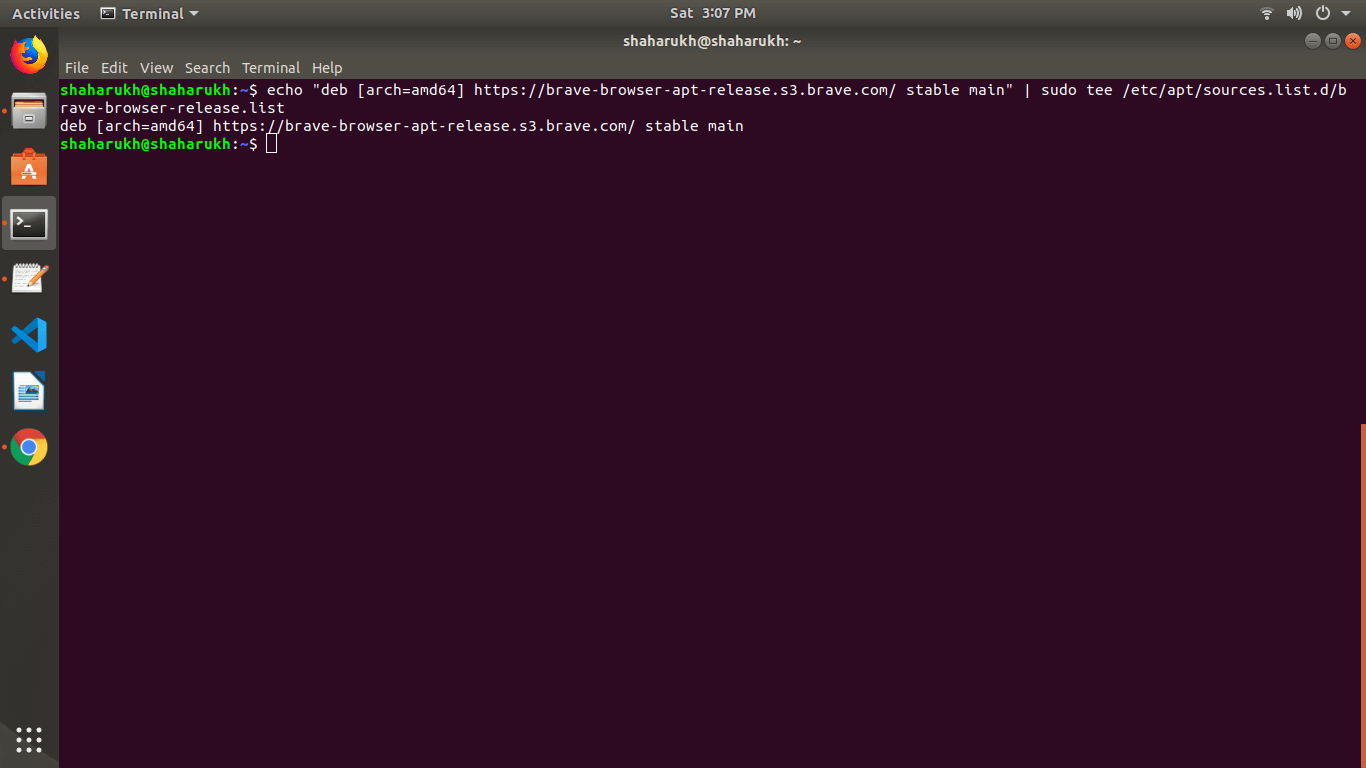 Activities Terminal Sat 3:07 PM
shaharukh@shaharukh: ~
File Edit View Search Terminal Help
shaharukh@shaharukh:~$ echo "deb [arch=amd64] https://brave-browser-apt-release.s3.brave.com/ stable main" | sudo tee /etc/apt/sources.list.d/b
rave-browser-release.list
deb [arch=amd64] https://brave-browser-apt-release.s3.brave.com/ stable main
shaharukh@shaharukh:~$